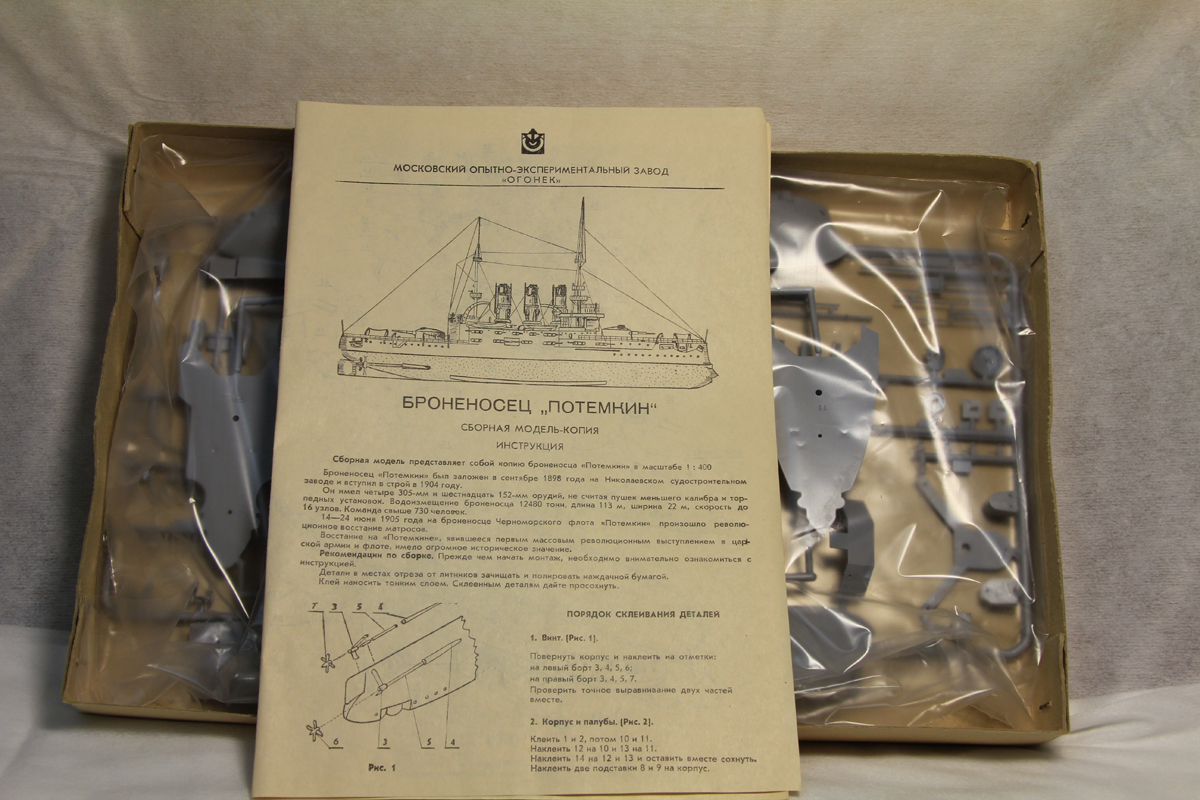 МОСКОВСКИЙ ОПЫТНО-ЭКСПЕРИМЕНТАЛЬНЫЙ ЗАВОД
«ОГОНЕК»
БРОНЕНОСЕЦ „ПОТЕМКИН“
СБОРНАЯ МОДЕЛЬ-КОПИЯ
ИНСТРУКЦИЯ
Сборная модель представляет собой копию броненосца «Потемкин» в масштабе 1 : 400
Броненосец «Потемкин» был заложен в сентябре 1898 года на Николаевском судостроительном
заводе и вступил в строй в 1904 году.
Он имел четыре 305-мм и шестнадцать 152-мм орудий, не считая пушек меньшего калибра и тор-
педных установок. Водоизмещение броненосца 12480 тонн, длина 113 м, ширина 22 м, скорость до
16 узлов. Команда свыше 730 человек.
14—24 июня 1905 года на броненосце Черноморского флота «Потемкин» произошло револю-
ционное восстание матросов.
Восстание на «Потемкине», явившееся первым массовым революционным выступлением в цар-
ской армии и флоте, имело огромное историческое значение.
Рекомендации по сборке. Прежде чем начать монтаж, необходимо внимательно ознакомиться с
инструкцией.
Детали в местах отреза от литников зачищать и полировать наждачной бумагой.
Клей наносить тонким слоем. Склеенным деталям дайте просохнуть.
7 3 5 8
6 3 5 4
Рис. 1
ПОРЯДОК СКЛЕИВАНИЯ ДЕТАЛЕЙ
1. Винт. [Рис. 1].
Повернуть корпус и наклеить на отметки:
на левый борт 3, 4, 5, 6;
на правый борт 3, 4, 5, 7.
Проверить точное выравнивание двух частей
вместе.
2. Корпус и палубы. [Рис. 2].
Клеить 1 и 2, потом 10 и 11.
Наклеить 12 на 10 и 13 на 11.
Наклеить 14 на 12 и 13 и оставить вместе сохнуть.
Наклеить две подставки 8 и 9 на корпус.